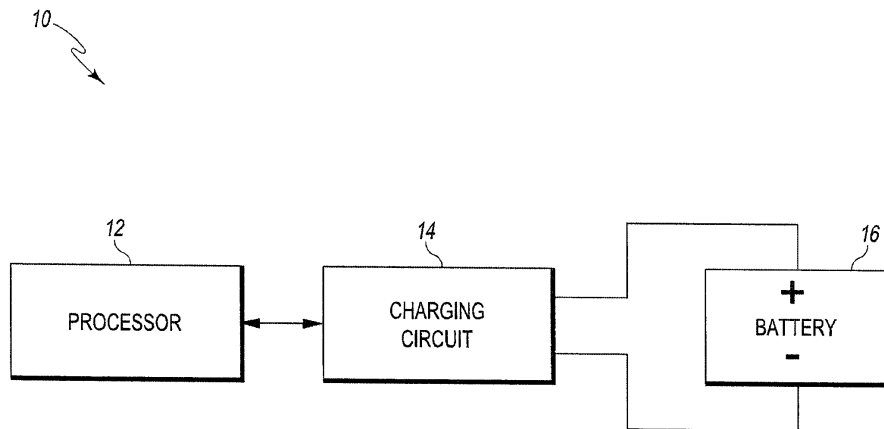 10
12
14
16
PROCESSOR
CHARGING
CIRCUIT
+
BATTERY
-